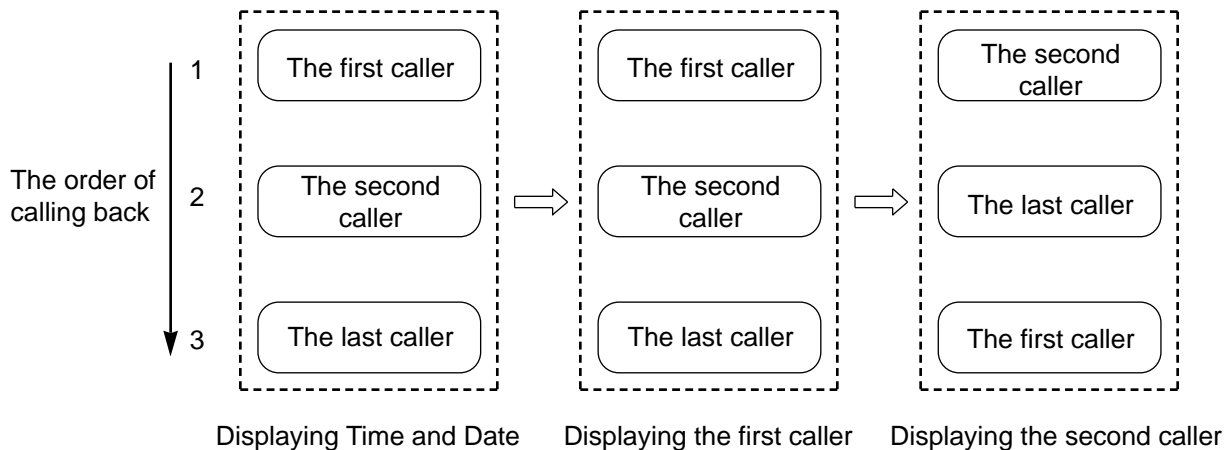 1
The first caller
The first caller
The second
caller
The order of
calling back
2
The second
caller
The second
caller
The last caller
3
The last caller
The last caller
The first caller
Displaying Time and Date
Displaying the first caller
Displaying the second caller